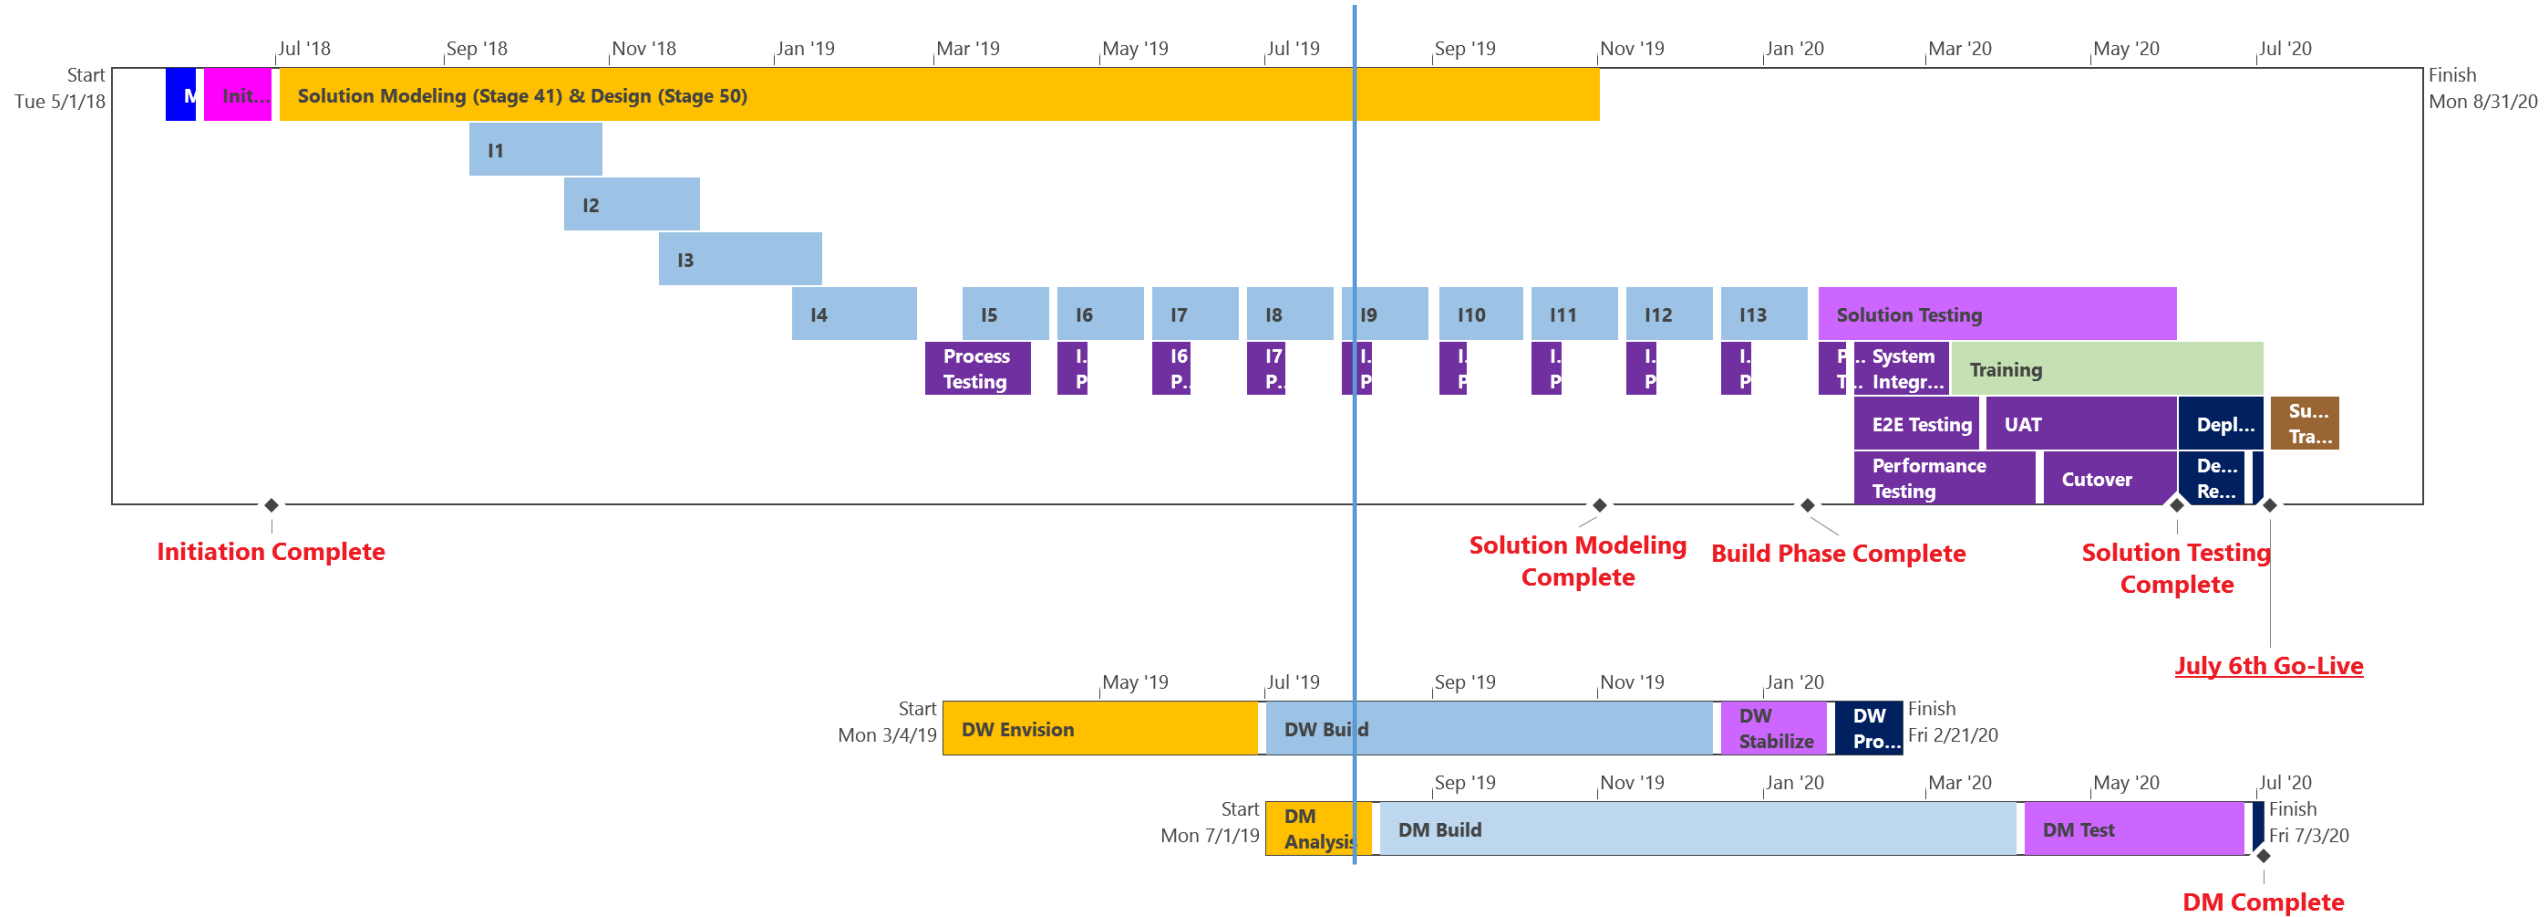 Jul '18 Sep '18 Nov '18 Jan '19 Mar '19 May '19 Jul '19 Sep '19 Nov '19 Jan '20 Mar '20 May '20 Jul '20
Start
Tue 5/1/18
Finish
Mon 8/31/20
M Init... Solution Modeling (Stage 41) & Design (Stage 50)
I1
I2
I3
I4 I5 I6 I7 I8 I9 I10 I11 I12 I13 Solution Testing
Process
Testing
I.
P
I6
P..
I7
P..
I.
P
I.
P
I.
P
I.
P
I.
P
P...
T...
System
Integr...
Training
E2E Testing UAT Depl...
Su...
Tra...
Performance
Testing
Cutover
De...
Re...
Initiation Complete
Solution Modeling
Complete
Build Phase Complete
Solution Testing
Complete
July 6th Go-Live
May '19 Jul '19 Sep '19 Nov '19 Jan '20
Start
Mon 3/4/19
DW Envision DW Build
DW
Stabilize
DW
Pro...
Finish
Fri 2/21/20
Sep '19 Nov '19 Jan '20 Mar '20 May '20 Jul '20
Start
Mon 7/1/19
DM
Analysis
DM Build DM Test
Finish
Fri 7/3/20
DM Complete